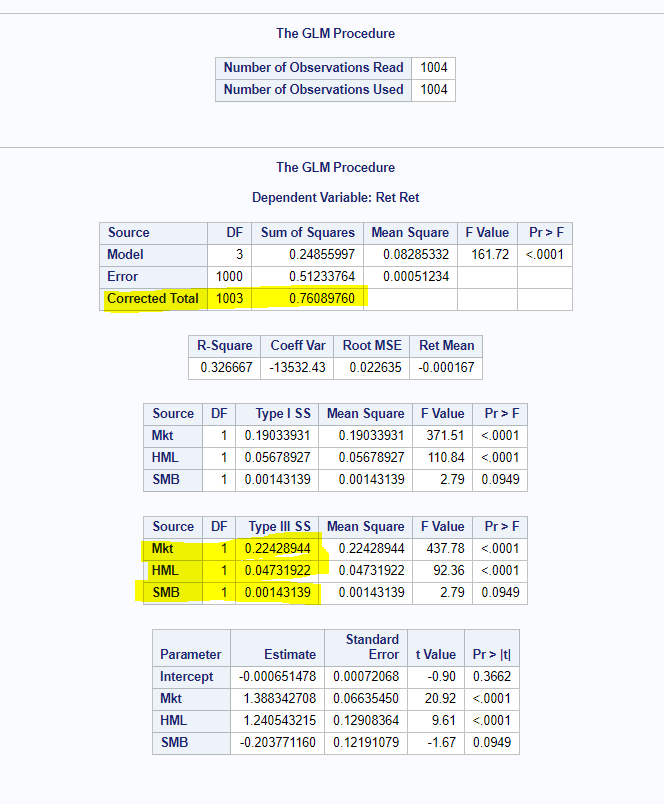 The GLM Procedure
Number of Observations Read 1004
Number of Observations Used 1004
The GLM Procedure
Dependent Variable: Ret Ret
Source DF Sum of Squares Mean Square F Value Pr > F
Model 3 0.24855997 0.08285332 161.72 <.0001
Error 1000 0.51233764 0.00051234
Corrected Total 1003 0.76089760
R-Square Coeff Var Root MSE Ret Mean
0.326667 -13532.43 0.022635 -0.000167
Source DF Type I SS Mean Square F Value Pr > F
Mkt 1 0.19033931 0.19033931 371.51 <.0001
HML 1 0.05678927 0.05678927 110.84 <.0001
SMB 1 0.00143139 0.00143139 2.79 0.0949
Source DF Type III SS Mean Square F Value Pr > F
Mkt 1 0.22428944 0.22428944 437.78 <.0001
HML 1 0.04731922 0.04731922 92.36 <.0001
SMB 1 0.00143139 0.00143139 2.79 0.0949
Parameter Estimate Standard Error t Value Pr > |t|
Intercept -0.000651478 0.00072068 -0.90 0.3662
Mkt 1.388342708 0.06635450 20.92 <.0001
HML 1.240543215 0.12908364 9.61 <.0001
SMB -0.203771160 0.12191079 -1.67 0.0949